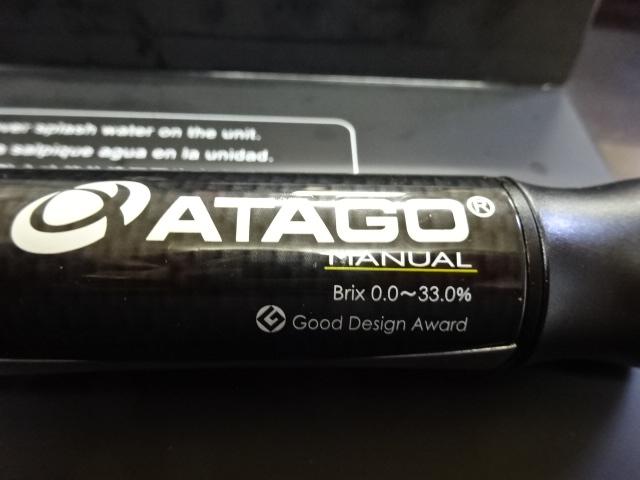 splash water on the unit.
salpique agua en la unidad.
ATAGO®
MANUAL
Brix 0.0～33.0%
Good Design Award